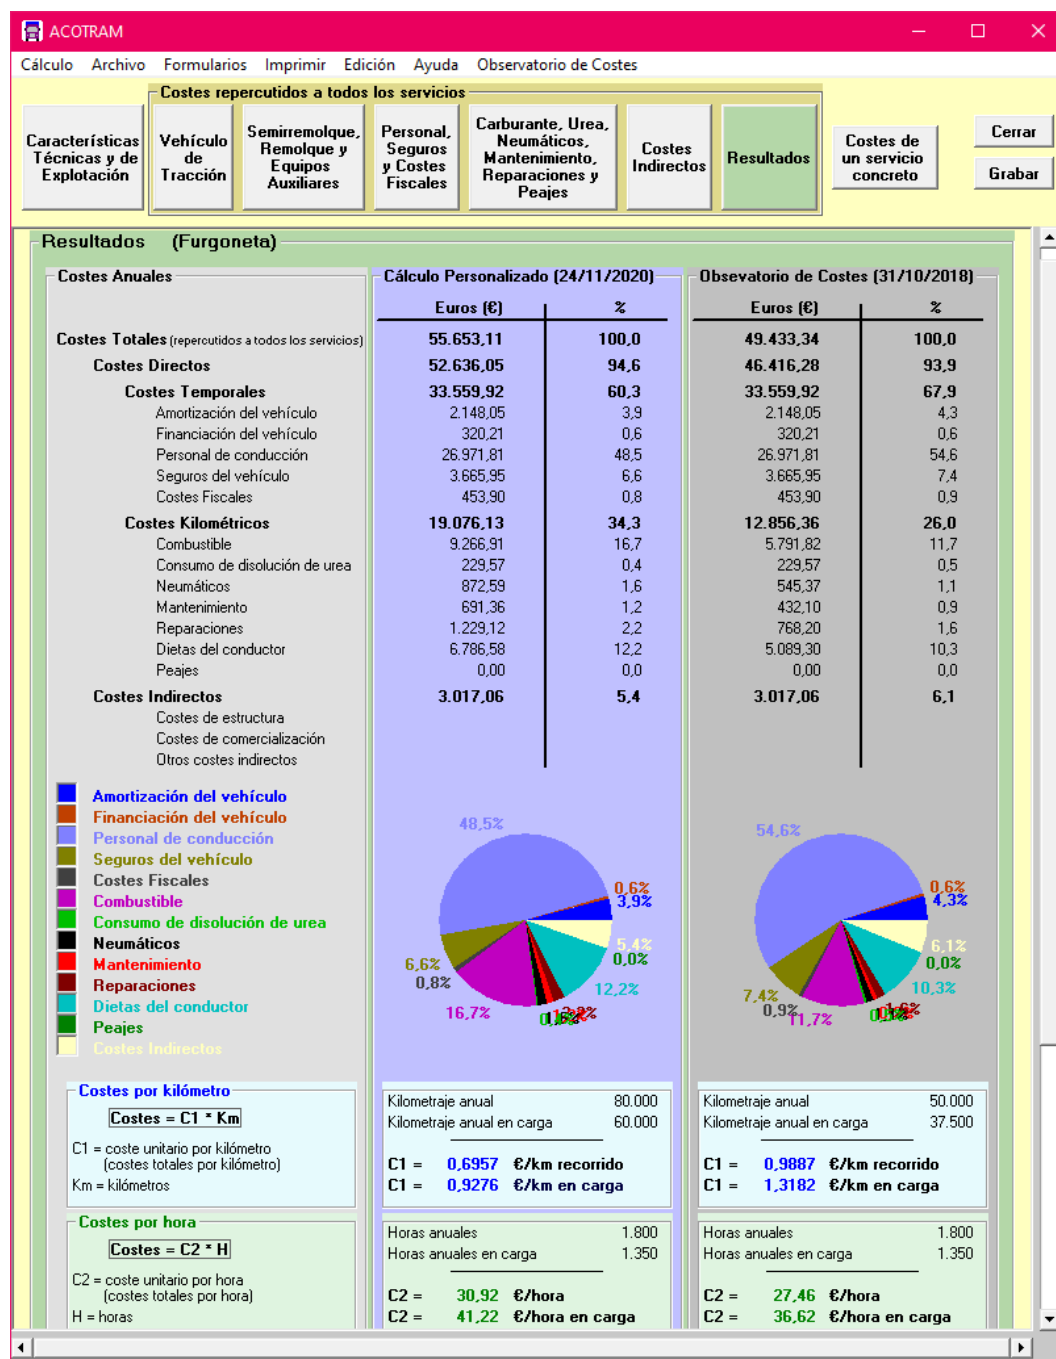 ACOTRAM
Cálculo Archivo Formularios Imprimir Edición Ayuda Observatorio de Costes
Costes repercutidos a todos los servicios
Características Técnicas y de Explotación
Vehículo de Tracción
Semirremolque, Remolque y Equipos Auxiliares
Personal, Seguros y Costes Fiscales
Carburante, Urea, Neumáticos, Mantenimiento, Reparaciones y Peajes
Costes Indirectos
Resultados
Costes de un servicio concreto
Cerrar
Grabar
Resultados (Furgoneta)
Costes Anuales Cálculo Personalizado (24/11/2020) Obsevatorio de Costes (31/10/2018)
Euros (€) % Euros (€) %
Costes Totales (repercutidos a todos los servicios) 55.653,11 100,0 49.433,34 100,0
Costes Directos 52.636,05 94,6 46.416,28 93,9
Costes Temporales 33.559,92 60,3 33.559,92 67,9
Amortización del vehículo 2.148,05 3,9 2.148,05 4,3
Financiación del vehículo 320,21 0,6 320,21 0,6
Personal de conducción 26.971,81 48,5 26.971,81 54,6
Seguros del vehículo 3.665,95 6,6 3.665,95 7,4
Costes Fiscales 453,90 0,8 453,90 0,9
Costes Kilométricos 19.076,13 34,3 12.856,36 26,0
Combustible 9.266,91 16,7 5.791,82 11,7
Consumo de disolución de urea 229,57 0,4 229,57 0,5
Neumáticos 872,59 1,6 545,37 1,1
Mantenimiento 691,36 1,2 432,10 0,9
Reparaciones 1.229,12 2,2 768,20 1,6
Dietas del conductor 6.786,58 12,2 5.089,30 10,3
Peajes 0,00 0,0 0,00 0,0
Costes Indirectos 3.017,06 5,4 3.017,06 6,1
Costes de estructura
Costes de comercialización
Otros costes indirectos
Amortización del vehículo
Financiación del vehículo
Personal de conducción
Seguros del vehículo
Costes Fiscales
Combustible
Consumo de disolución de urea
Neumáticos
Mantenimiento
Reparaciones
Dietas del conductor
Peajes
Costes Indirectos
48,5%
0,6%
3,9%
5,4%
0,0%
12,2%
16,7%
0,8%
6,6%
54,6%
0,6%
4,3%
6,1%
0,0%
10,3%
11,7%
0,9%
7,4%
Costes por kilómetro
Costes = C1 * Km
C1 = coste unitario por kilómetro
(costes totales por kilómetro)
Km = kilómetros
Kilometraje anual 80.000
Kilometraje anual en carga 60.000
C1 = 0,6957 €/km recorrido
C1 = 0,9276 €/km en carga
Kilometraje anual 50.000
Kilometraje anual en carga 37.500
C1 = 0,9887 €/km recorrido
C1 = 1,3182 €/km en carga
Costes por hora
Costes = C2 * H
C2 = coste unitario por hora
(costes totales por hora)
H = horas
Horas anuales 1.800
Horas anuales en carga 1.350
C2 = 30,92 €/hora
C2 = 41,22 €/hora en carga
Horas anuales 1.800
Horas anuales en carga 1.350
C2 = 27,46 €/hora
C2 = 36,62 €/hora en carga